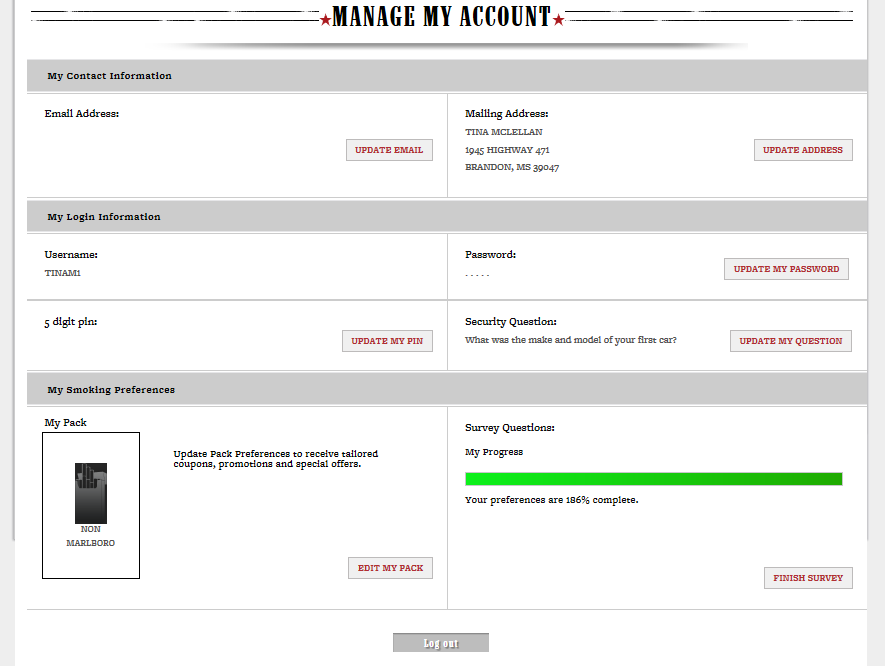 MANAGE MY ACCOUNT
My Contact Information
Email Address:
UPDATE EMAIL
Mailing Address:
TINA MCLELLAN
1945 HIGHWAY 471
BRANDON, MS 39047
UPDATE ADDRESS
My Login Information
Username:
TINAM1
Password:
. . . . .
UPDATE MY PASSWORD
5 digit pin:
UPDATE MY PIN
Security Question:
What was the make and model of your first car?
UPDATE MY QUESTION
My Smoking Preferences
My Pack
NON
MARLBORO
Update Pack Preferences to receive tailored
coupons, promotions and special offers.
EDIT MY PACK
Survey Questions:
My Progress
Your preferences are 186% complete.
FINISH SURVEY
Log out